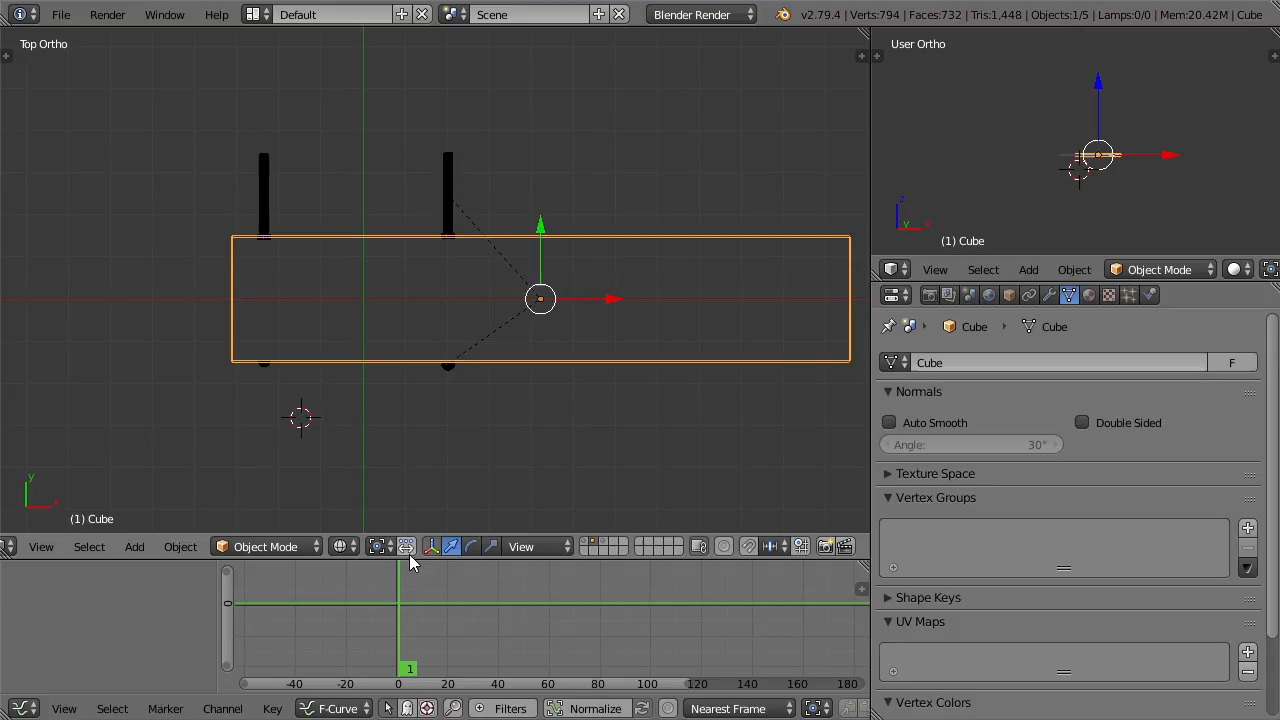 File Render Window Help Default Scene Blender Render v2.79.4 | Verts:794 | Faces:732 | Tris:1,448 | Objects:1/5 | Lamps:0/0 | Mem:20.42M | Cube
Top Ortho
User Ortho
z
y x
(1) Cube
View Select Add Object Object Mode
Cube Cube
Cube F
Normals
Auto Smooth Double Sided
Angle: 30°
Texture Space
Vertex Groups
Shape Keys
UV Maps
Vertex Colors
y
x
(1) Cube
View Select Add Object Object Mode View
0
1
-40 -20 0 20 40 60 80 100 120 140 160 180
View Select Marker Channel Key F-Curve Filters Normalize Nearest Frame